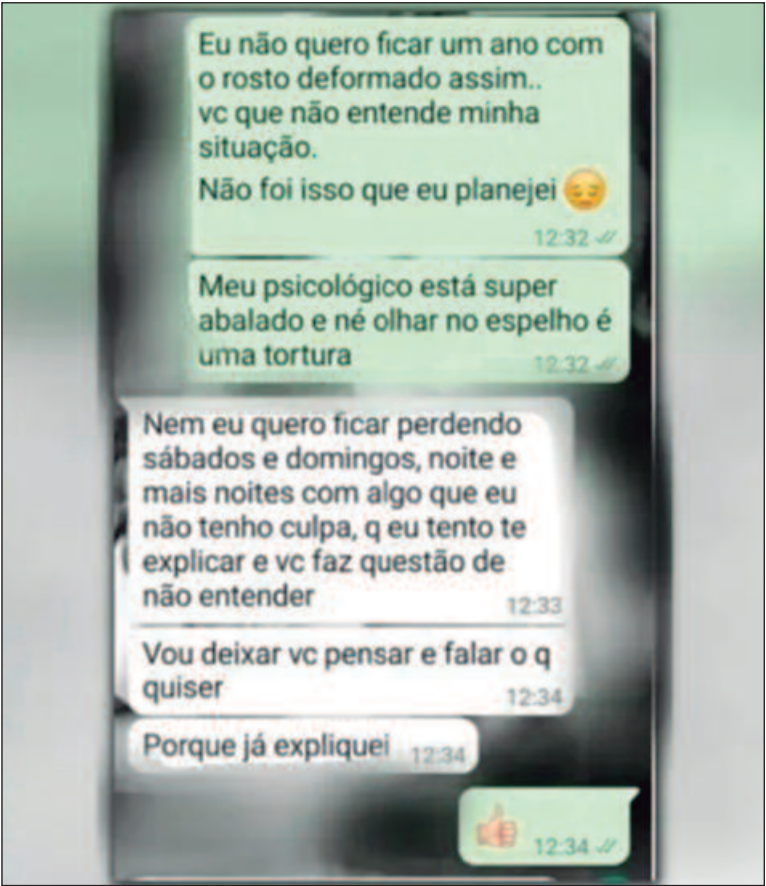 Eu não quero ficar um ano com
o rosto deformado assim..
vc que não entende minha
situação.
Não foi isso que eu planejei 😔
12:32
Meu psicológico está super
abalado e né olhar no espelho é
uma tortura
12:32
Nem eu quero ficar perdendo
sábados e domingos, noite e
mais noites com algo que eu
não tenho culpa, q eu tento te
explicar e vc faz questão de
não entender
12:33
Vou deixar vc pensar e falar o q
quiser
12:34
Porque já expliquei 12:34
👍 12:34